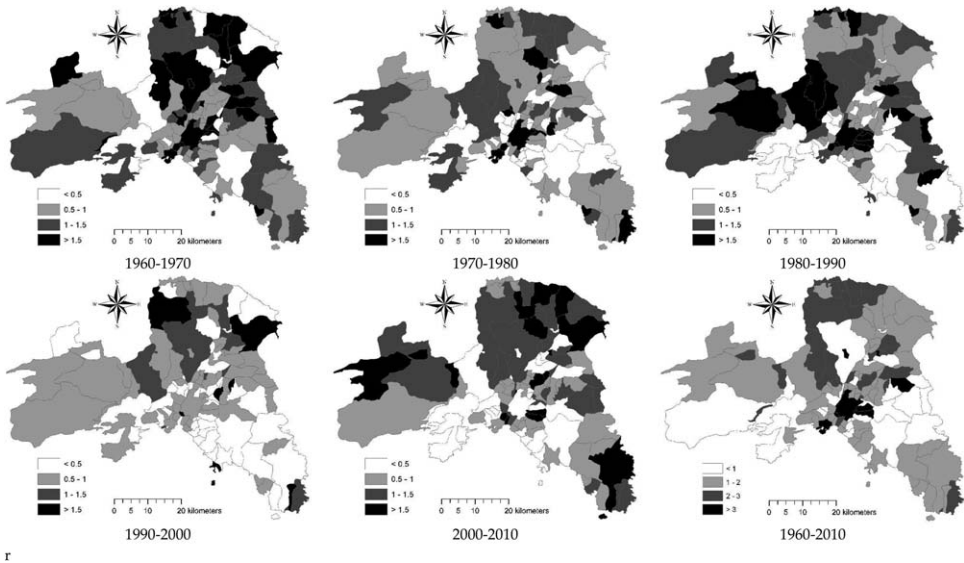 N
W
H
S
< 0.5
0.5 - 1
1 - 1.5
> 1.5
0 5 10 20 kilometers
1960-1970
N
W
H
S
< 0.5
0.5 - 1
1 - 1.5
> 1.5
0 5 10 20 kilometers
1970-1980
N
W
H
S
< 0.5
0.5 - 1
1 - 1.5
> 1.5
0 5 10 20 kilometers
1980-1990
N
W
H
S
< 0.5
0.5 - 1
1 - 1.5
> 1.5
0 5 10 20 kilometers
1990-2000
N
W
H
S
< 0.5
0.5 - 1
1 - 1.5
> 1.5
0 5 10 20 kilometers
2000-2010
N
W
H
S
< 1
1 - 2
2 - 3
> 3
0 5 10 20 kilometers
1960-2010
r